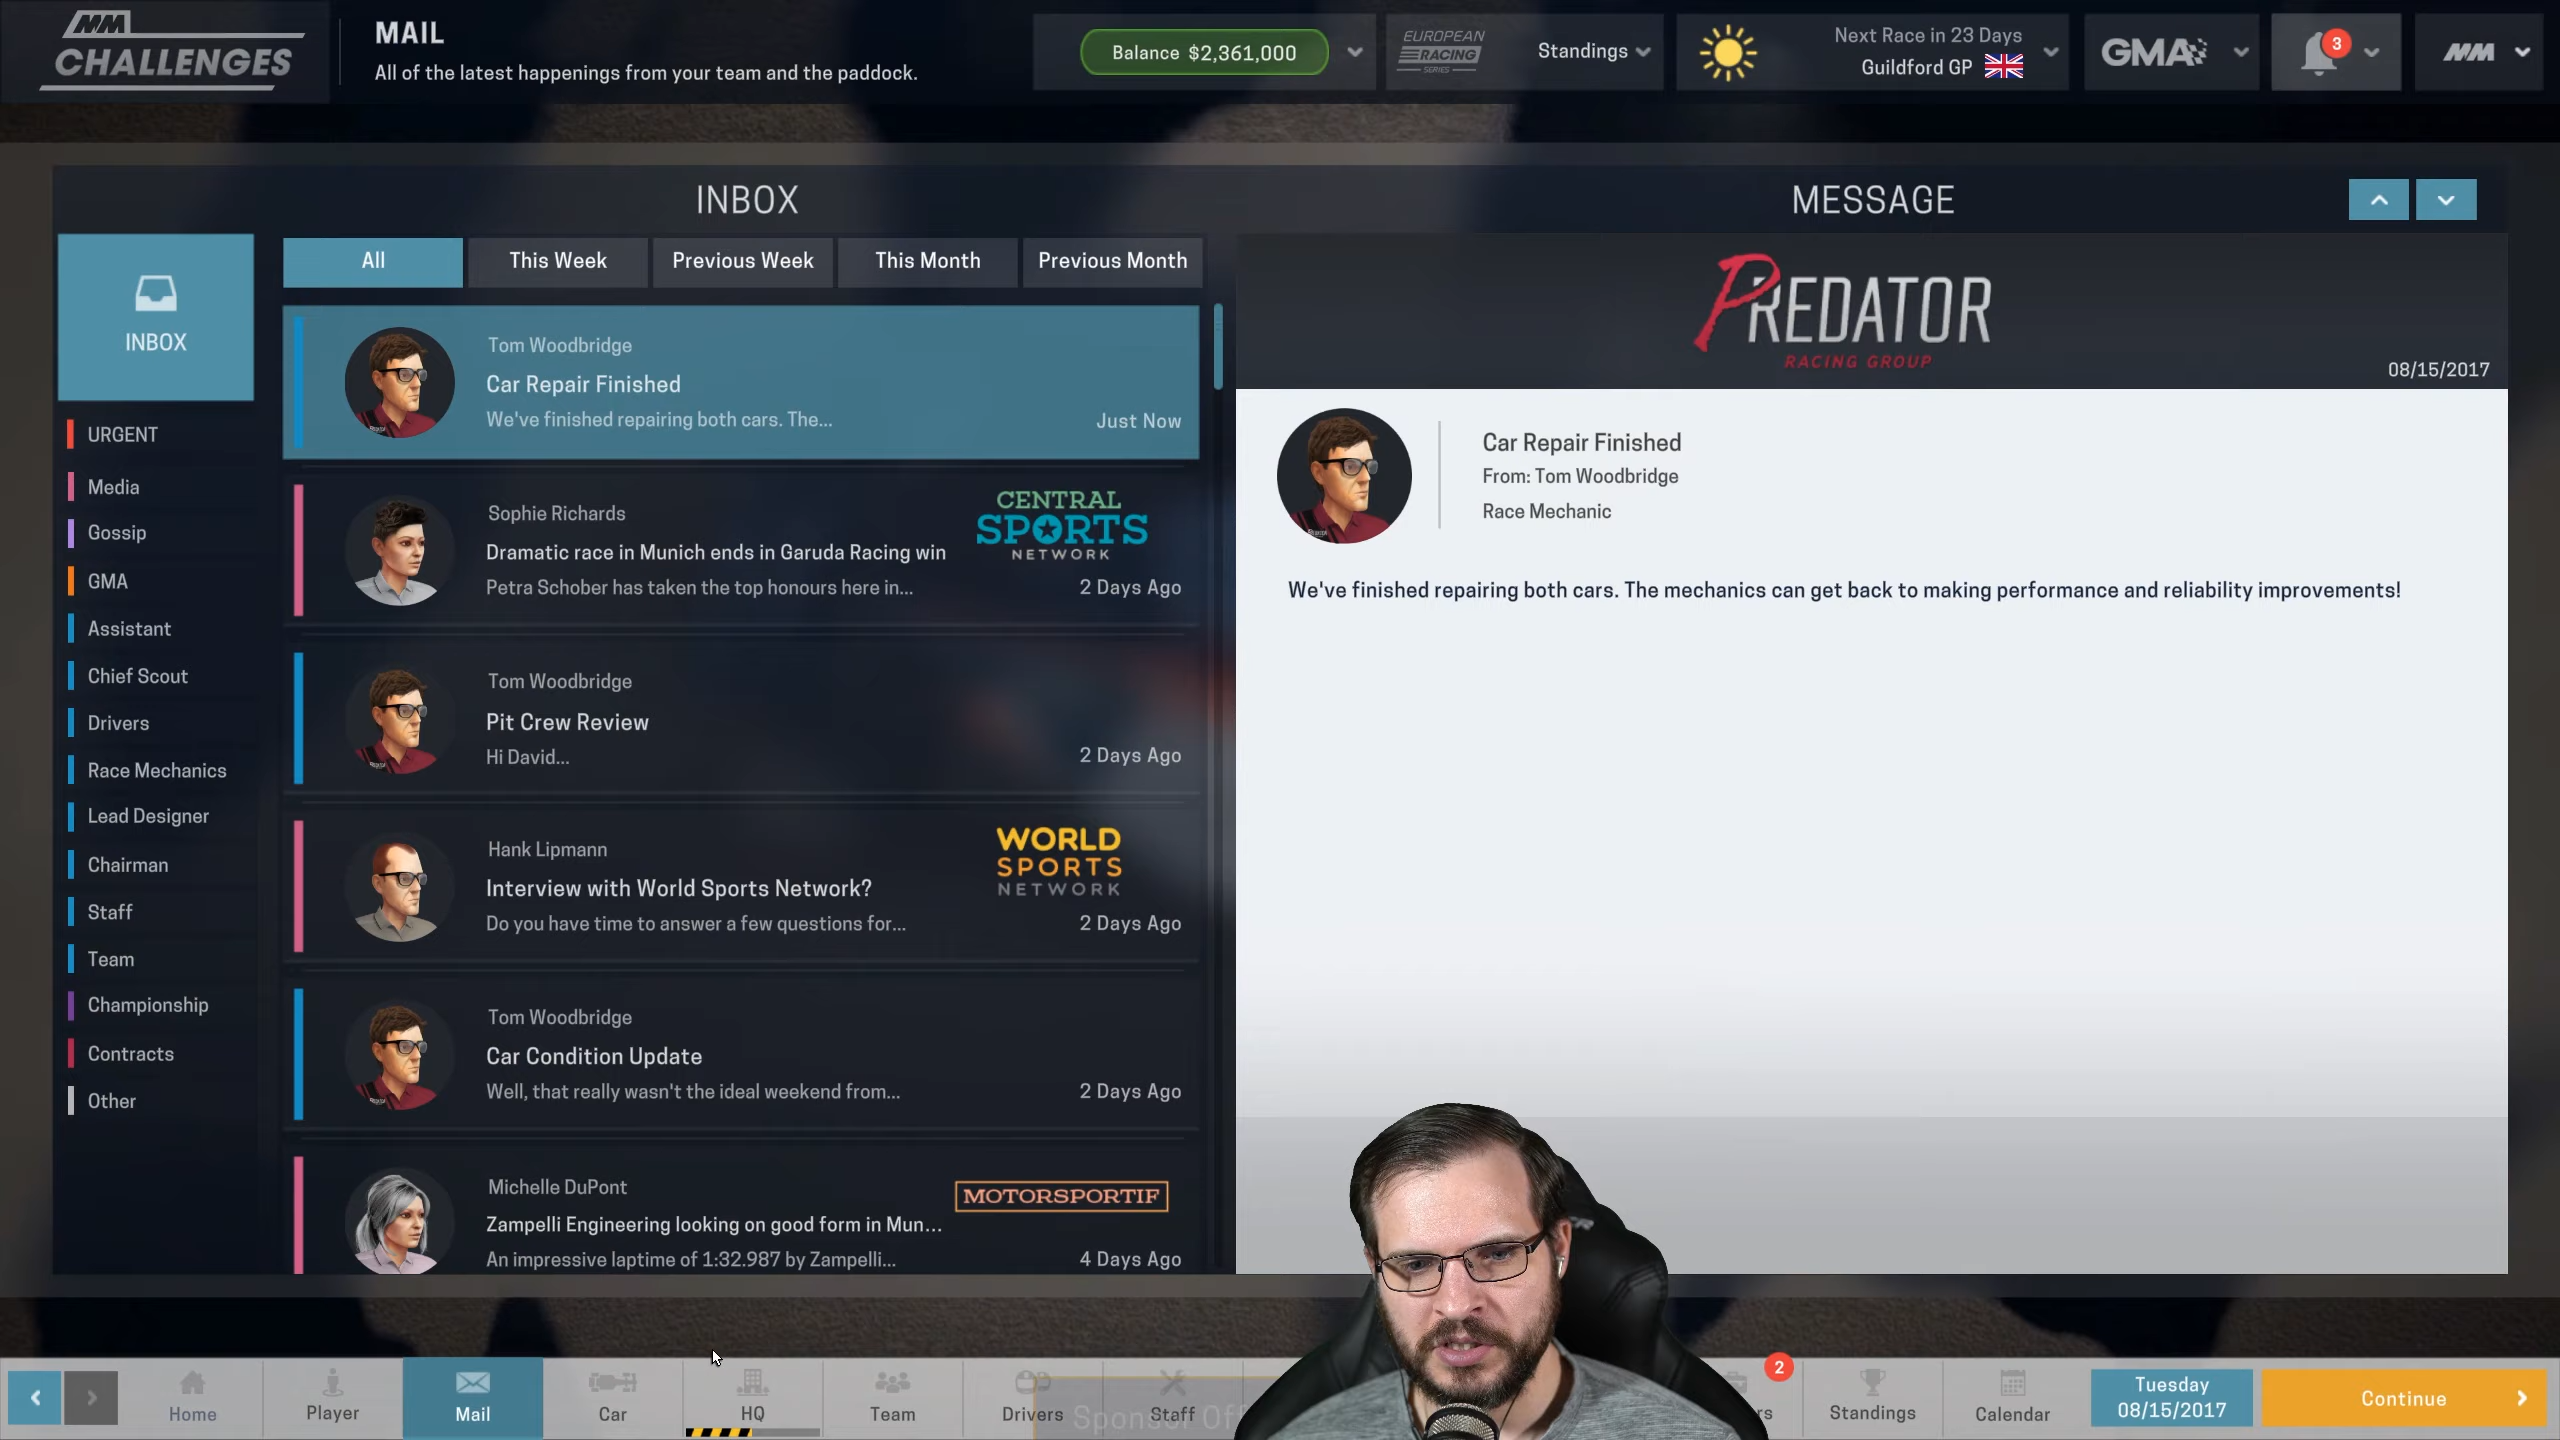 MM
CHALLENGES
MAIL
All of the latest happenings from your team and the paddock.
Balance $2,361,000
EUROPEAN
RACING
SERIES
Standings
Next Race in 23 Days
Guildford GP
GMA
3
MM
INBOX
MESSAGE
INBOX
URGENT
Media
Gossip
GMA
Assistant
Chief Scout
Drivers
Race Mechanics
Lead Designer
Chairman
Staff
Team
Championship
Contracts
Other
All
This Week
Previous Week
This Month
Previous Month
Tom Woodbridge
Car Repair Finished
We've finished repairing both cars. The...
Just Now
Sophie Richards
Dramatic race in Munich ends in Garuda Racing win
Petra Schober has taken the top honours here in...
CENTRAL
SPORTS
NETWORK
2 Days Ago
Tom Woodbridge
Pit Crew Review
Hi David...
2 Days Ago
Hank Lipmann
Interview with World Sports Network?
Do you have time to answer a few questions for...
WORLD
SPORTS
NETWORK
2 Days Ago
Tom Woodbridge
Car Condition Update
Well, that really wasn't the ideal weekend from...
2 Days Ago
Michelle DuPont
Zampelli Engineering looking on good form in Mun...
An impressive laptime of 1:32.987 by Zampelli...
MOTORSPORTIF
4 Days Ago
PREDATOR
RACING GROUP
08/15/2017
Car Repair Finished
From: Tom Woodbridge
Race Mechanic
We've finished repairing both cars. The mechanics can get back to making performance and reliability improvements!
Home
Player
Mail
Car
HQ
Team
Drivers
Sponsor
Staff
2
Standings
Calendar
Tuesday
08/15/2017
Continue